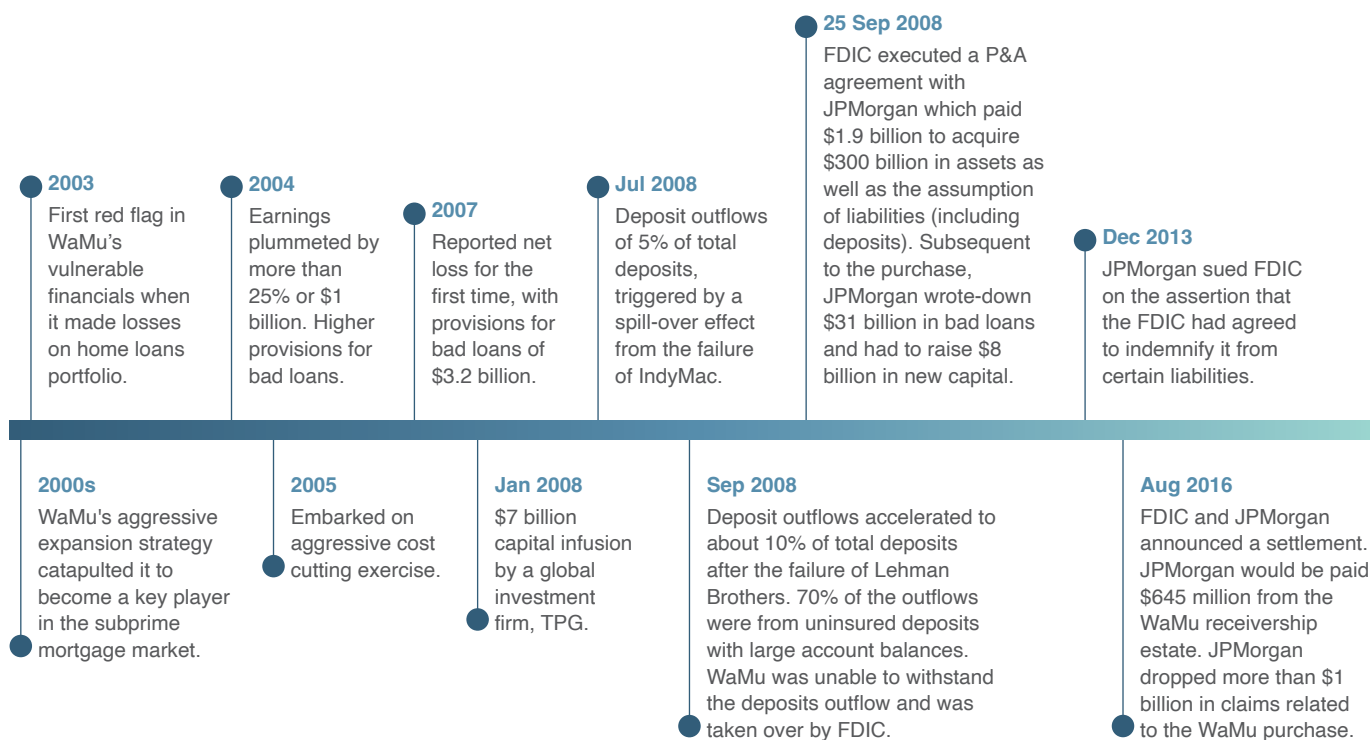 25 Sep 2008
FDIC executed a P&A
agreement with
JPMorgan which paid
$1.9 billion to acquire
$300 billion in assets as
well as the assumption
of liabilities (including
deposits). Subsequent
to the purchase,
JPMorgan wrote-down
$31 billion in bad loans
and had to raise $8
billion in new capital.
2003
First red flag in
WaMu’s
vulnerable
financials when
it made losses
on home loans
portfolio.
2004
Earnings
plummeted by
more than
25% or $1
billion. Higher
provisions for
bad loans.
2007
Reported net
loss for the
first time, with
provisions for
bad loans of
$3.2 billion.
Jul 2008
Deposit outflows
of 5% of total
deposits,
triggered by a
spill-over effect
from the failure
of IndyMac.
Dec 2013
JPMorgan sued FDIC
on the assertion that
the FDIC had agreed
to indemnify it from
certain liabilities.
2000s
WaMu's aggressive
expansion strategy
catapulted it to
become a key player
in the subprime
mortgage market.
2005
Embarked on
aggressive cost
cutting exercise.
Jan 2008
$7 billion
capital infusion
by a global
investment
firm, TPG.
Sep 2008
Deposit outflows accelerated to
about 10% of total deposits
after the failure of Lehman
Brothers. 70% of the outflows
were from uninsured deposits
with large account balances.
WaMu was unable to withstand
the deposits outflow and was
taken over by FDIC.
Aug 2016
FDIC and JPMorgan
announced a settlement.
JPMorgan would be paid
$645 million from the
WaMu receivership
estate. JPMorgan
dropped more than $1
billion in claims related
to the WaMu purchase.